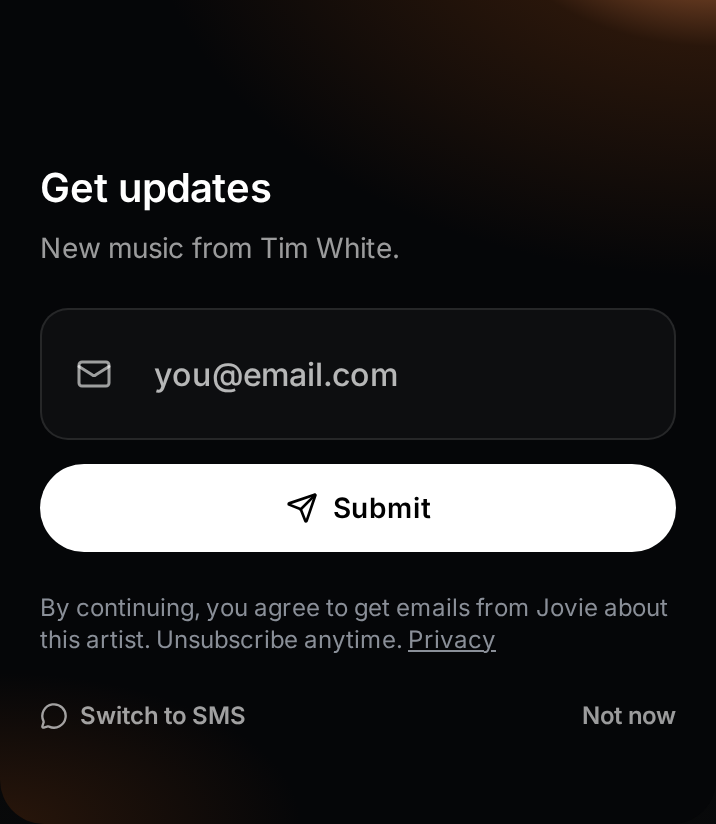 Get updates
New music from Tim White.
you@email.com
Submit
By continuing, you agree to get emails from Jovie about
this artist. Unsubscribe anytime. Privacy
Switch to SMS
Not now